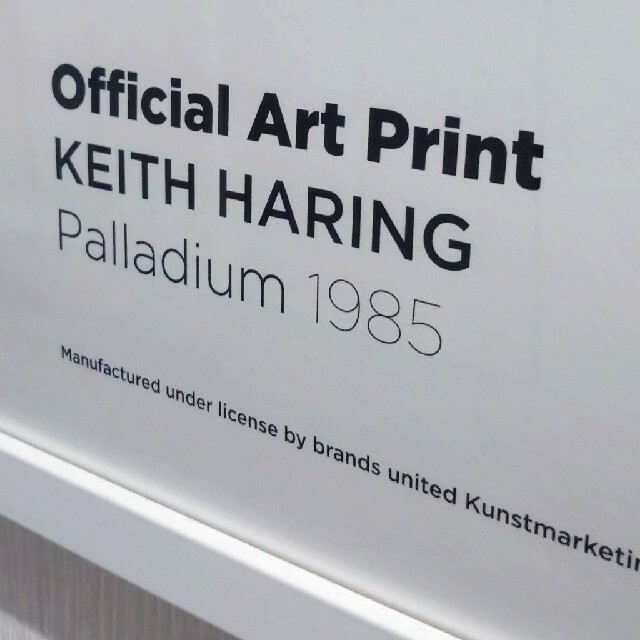 Official Art Print
KEITH HARING
Palladium 1985
Manufactured under license by brands united